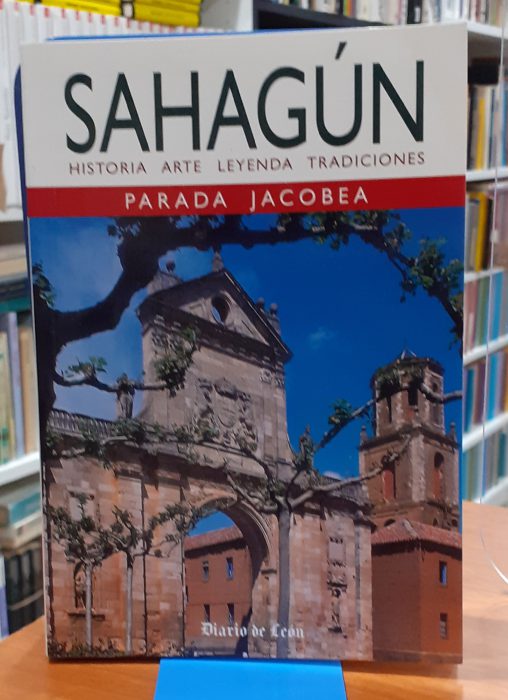 SAHAGÚN
HISTORIA ARTE LEYENDA TRADICIONES
PARADA JACOBEA
Diario de León